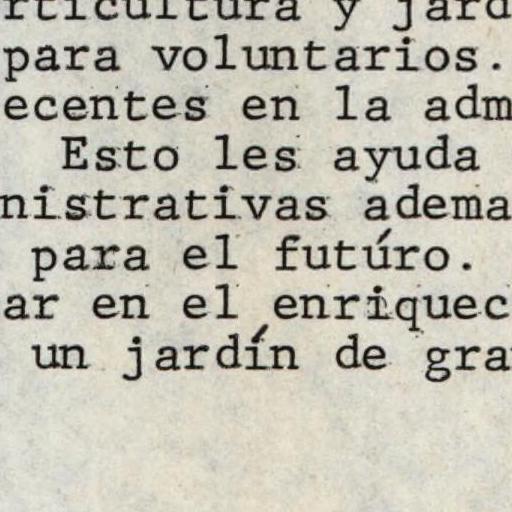 rticultura y jard
para voluntarios.
ecentes en la adm
Esto les ayuda
nistrativas adema
para el futúro.
ar en el enriquec
un jardín de gra